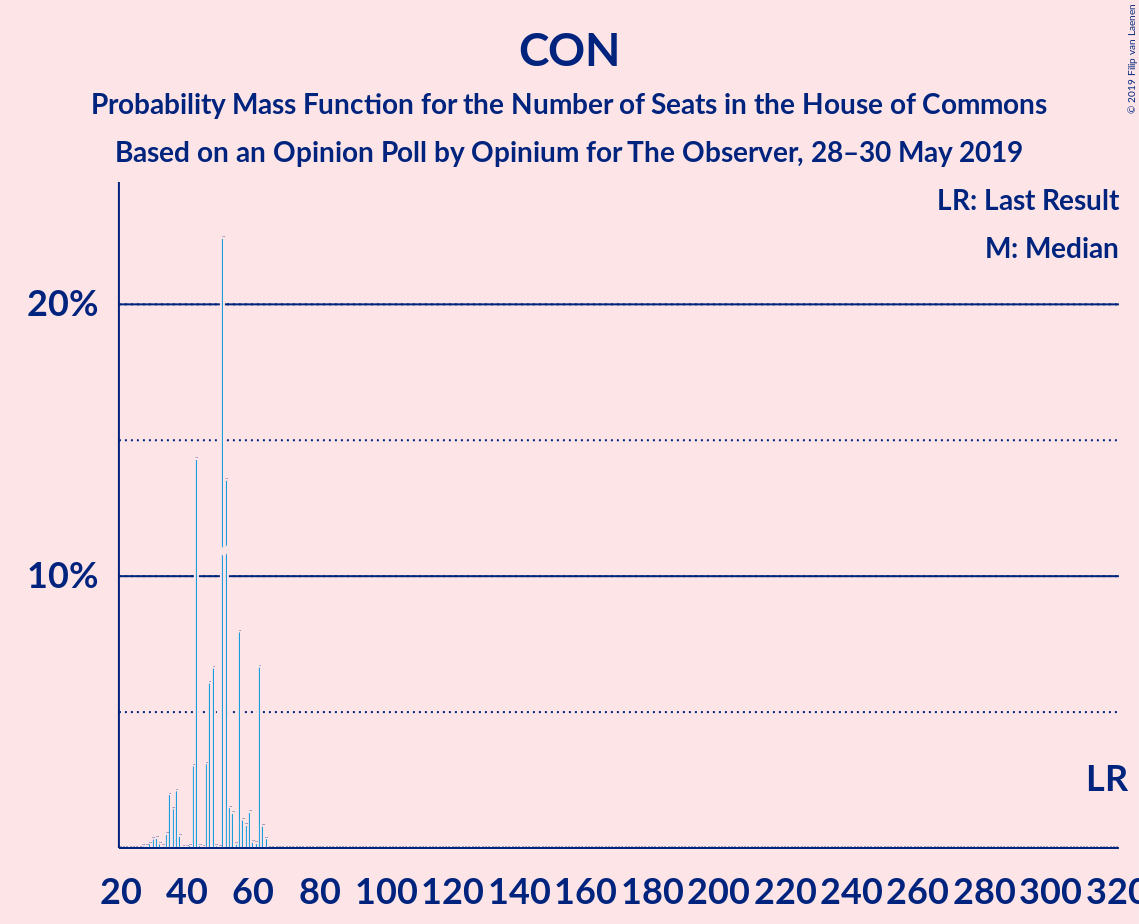 CON
Probability Mass Function for the Number of Seats in the House of Commons
Based on an Opinion Poll by Opinium for The Observer, 28–30 May 2019
© 2019 Filip van Laenen
LR: Last Result
M: Median
20%
10%
LR
20 40 60 80 100 120 140 160 180 200 220 240 260 280 300 320